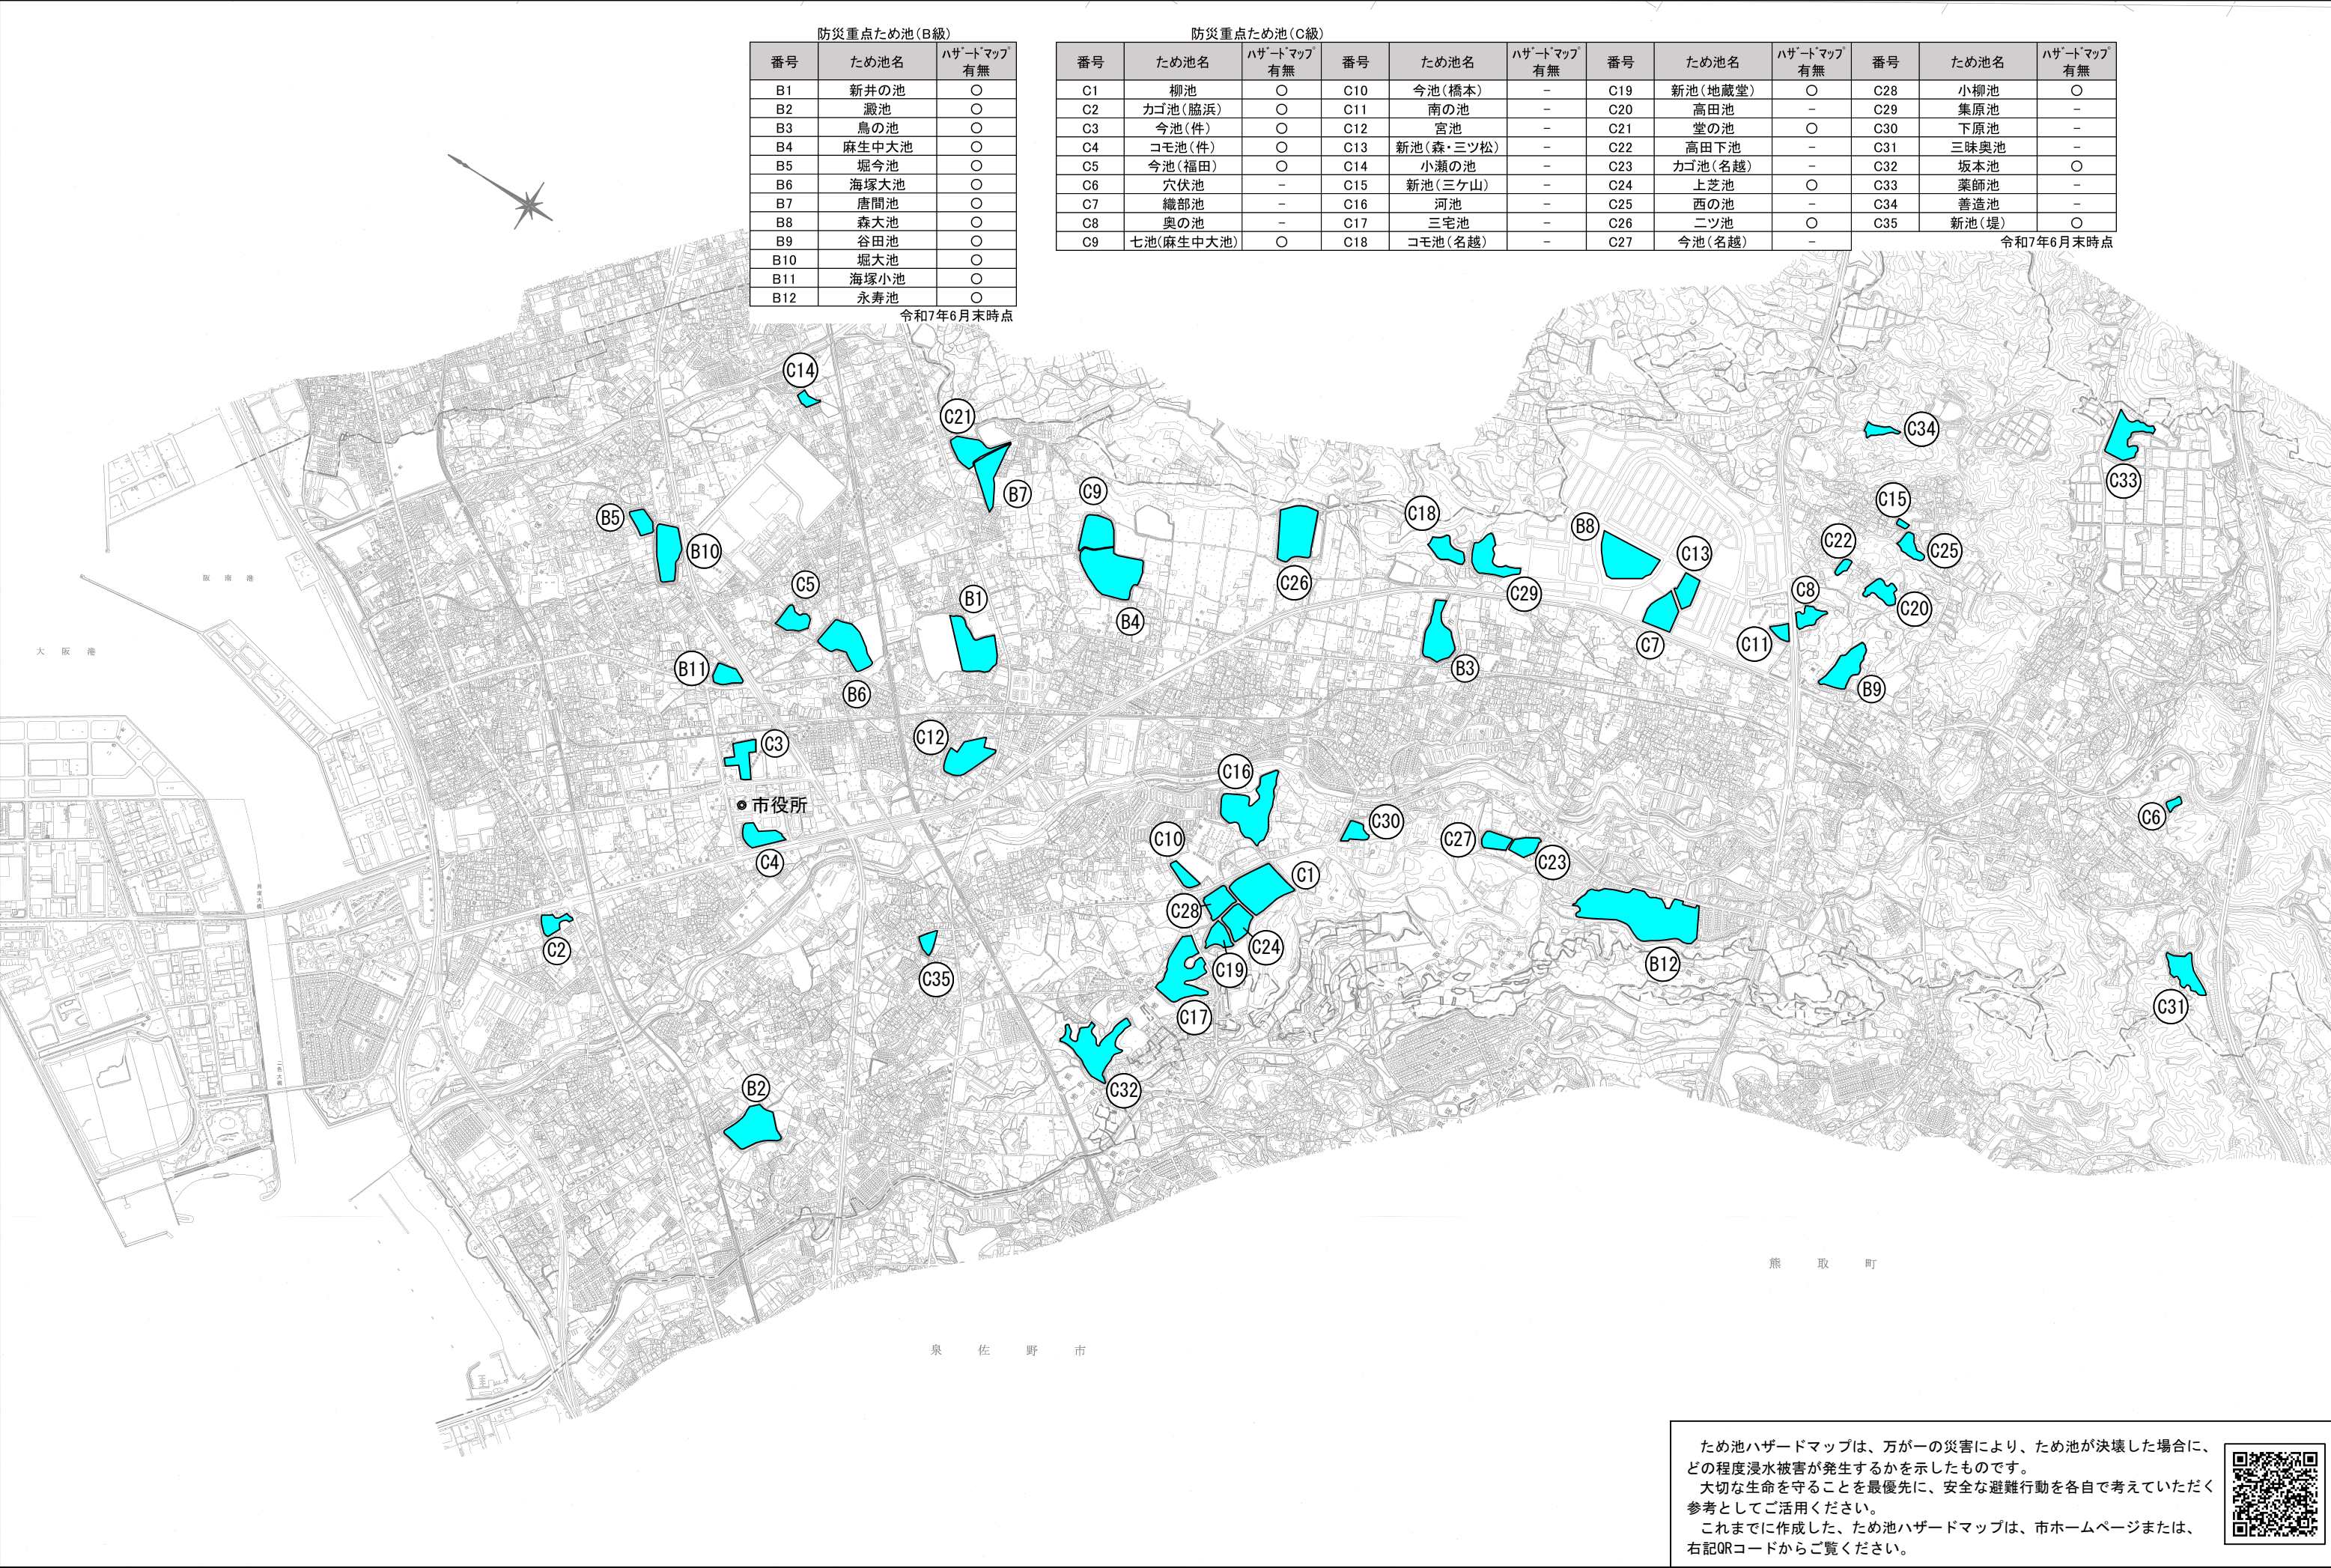 防災重点ため池(B級)
番号 ため池名 ハザードマップ有無
B1 新井の池 ○
B2 澱池 ○
B3 鳥の池 ○
B4 麻生中大池 ○
B5 堀今池 ○
B6 海塚大池 ○
B7 唐間池 ○
B8 森大池 ○
B9 谷田池 ○
B10 堀大池 ○
B11 海塚小池 ○
B12 永寿池 ○
令和7年6月末時点
防災重点ため池(C級)
番号 ため池名 ハザードマップ有無 番号 ため池名 ハザードマップ有無 番号 ため池名 ハザードマップ有無 番号 ため池名 ハザードマップ有無
C1 柳池 ○ C10 今池(橋本) − C19 新池(地蔵堂) ○ C28 小柳池 ○
C2 カゴ池(脇浜) ○ C11 南の池 − C20 高田池 − C29 集原池 −
C3 今池(件) ○ C12 宮池 − C21 堂の池 ○ C30 下原池 −
C4 コモ池(件) ○ C13 新池(森・三ツ松) − C22 高田下池 − C31 三昧奥池 −
C5 今池(福田) ○ C14 小瀬の池 − C23 カゴ池(名越) − C32 坂本池 ○
C6 穴伏池 − C15 新池(三ケ山) − C24 上芝池 ○ C33 薬師池 −
C7 織部池 − C16 河池 − C25 西の池 − C34 善造池 −
C8 奥の池 − C17 三宅池 − C26 二ツ池 ○ C35 新池(堤) ○
C9 七池(麻生中大池) ○ C18 コモ池(名越) − C27 今池(名越) −
令和7年6月末時点
C14
C21
C34
C33
B7
C9
C15
B5
C18
B8
B10
C22
C25
C13
C26
C5
C8
C29
B1
C20
B4
C11
C7
B11
B3
B9
B6
C12
C3
C16
市役所
C6
C30
C10
C27
C4
C23
C1
C28
C24
C2
B12
C19
C35
C31
C17
B2
C32
阪南港
大阪港
貝塚大橋
二色大橋
熊取町
泉佐野市
ため池ハザードマップは、万が一の災害により、ため池が決壊した場合に、
どの程度浸水被害が発生するかを示したものです。
大切な生命を守ることを最優先に、安全な避難行動を各自で考えていただく
参考としてご活用ください。
これまでに作成した、ため池ハザードマップは、市ホームページまたは、
右記QRコードからご覧ください。